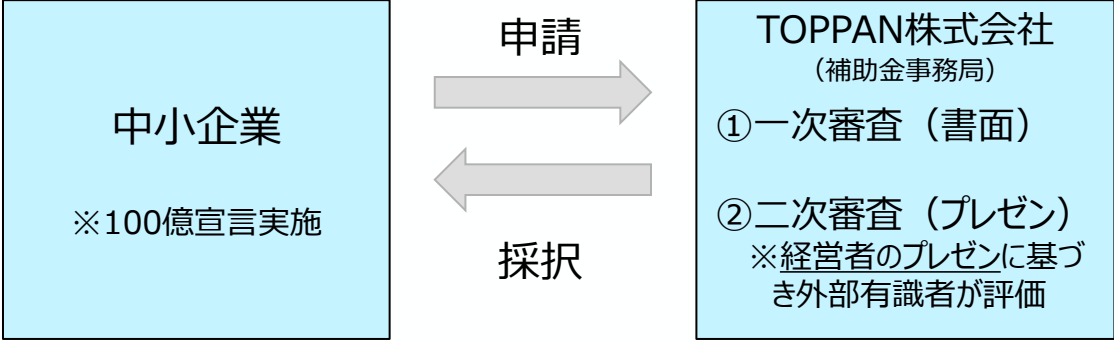 中小企業
※100億宣言実施
申請
採択
TOPPAN株式会社
（補助金事務局）
①一次審査（書面）
②二次審査（プレゼン）
※経営者のプレゼンに基づ
き外部有識者が評価